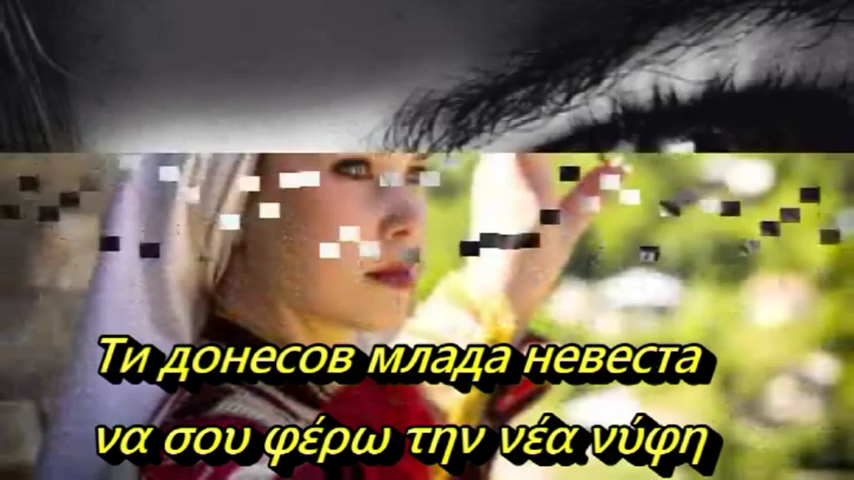 Ти донесов млада невеста
να σου φέρω την νέα νύφη